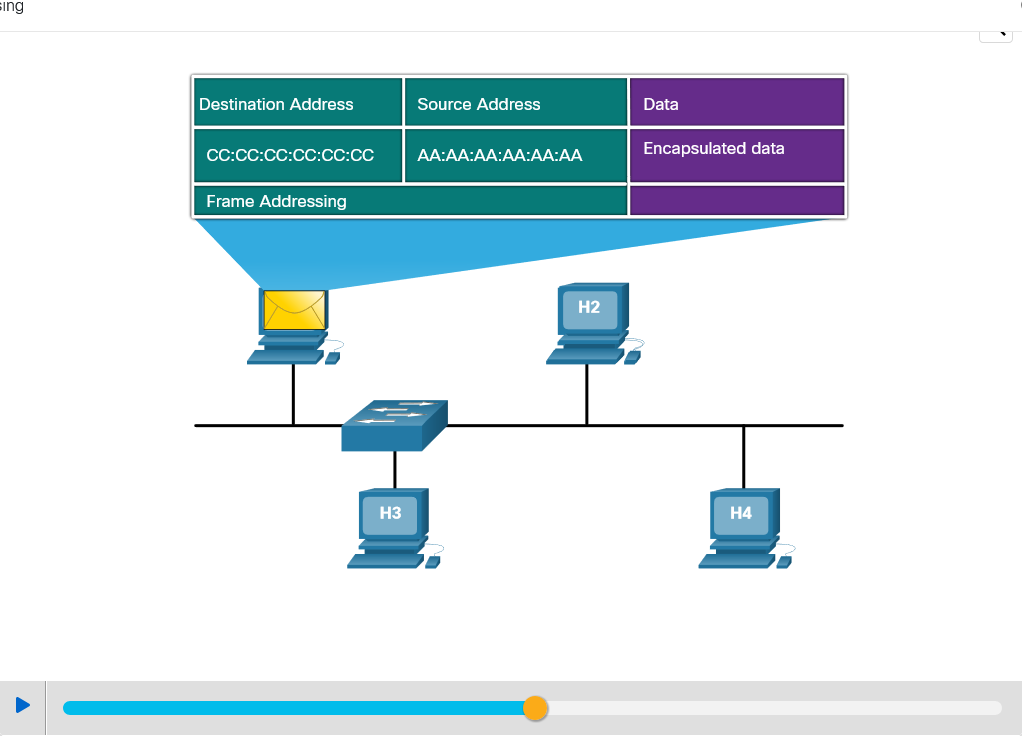 sing
Destination Address Source Address Data
CC:CC:CC:CC:CC:CC AA:AA:AA:AA:AA:AA Encapsulated data
Frame Addressing
H2
H3
H4